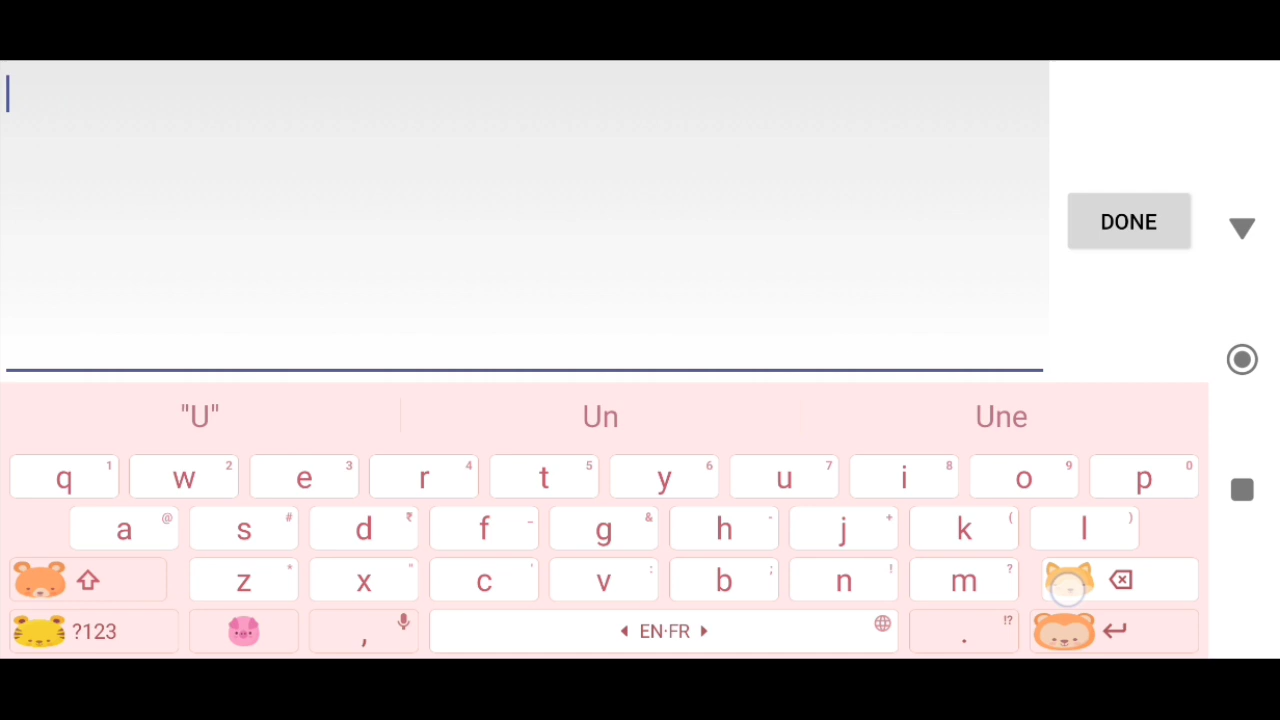 DONE
"U" Un Une
q 1 w 2 e 3 r 4 t 5 y 6 u 7 i 8 o 9 p 0
a @ s # d ₹ f _ g & h - j + k ( l )
z * x " c ' v : b ; n ! m ?
?123 , EN·FR . !?